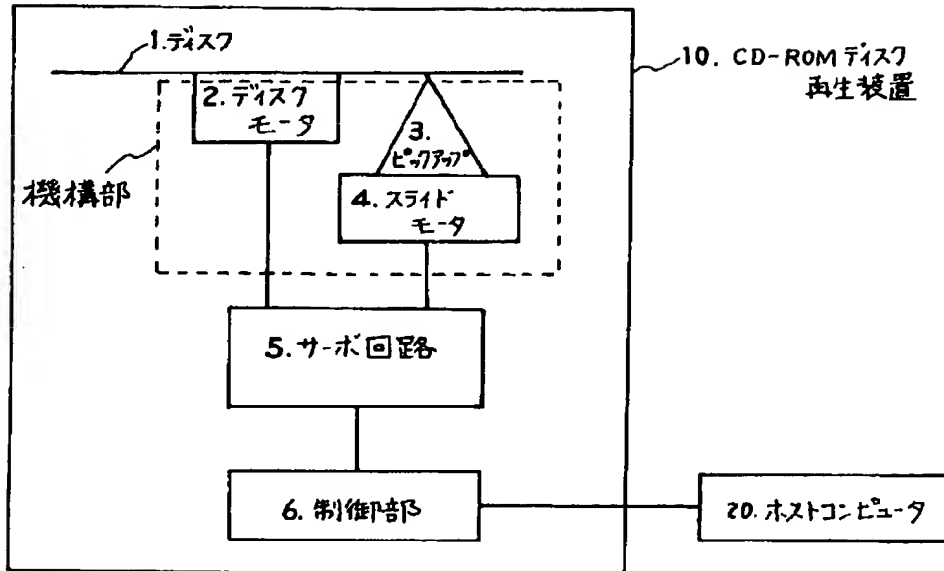 1.ディスク
10. CD-ROMディスク
再生装置
2.ディスク
モータ
3.
ピックアップ
機構部
4.スライド
モータ
5.サーボ回路
6.制御部
20.ホストコンピュータ